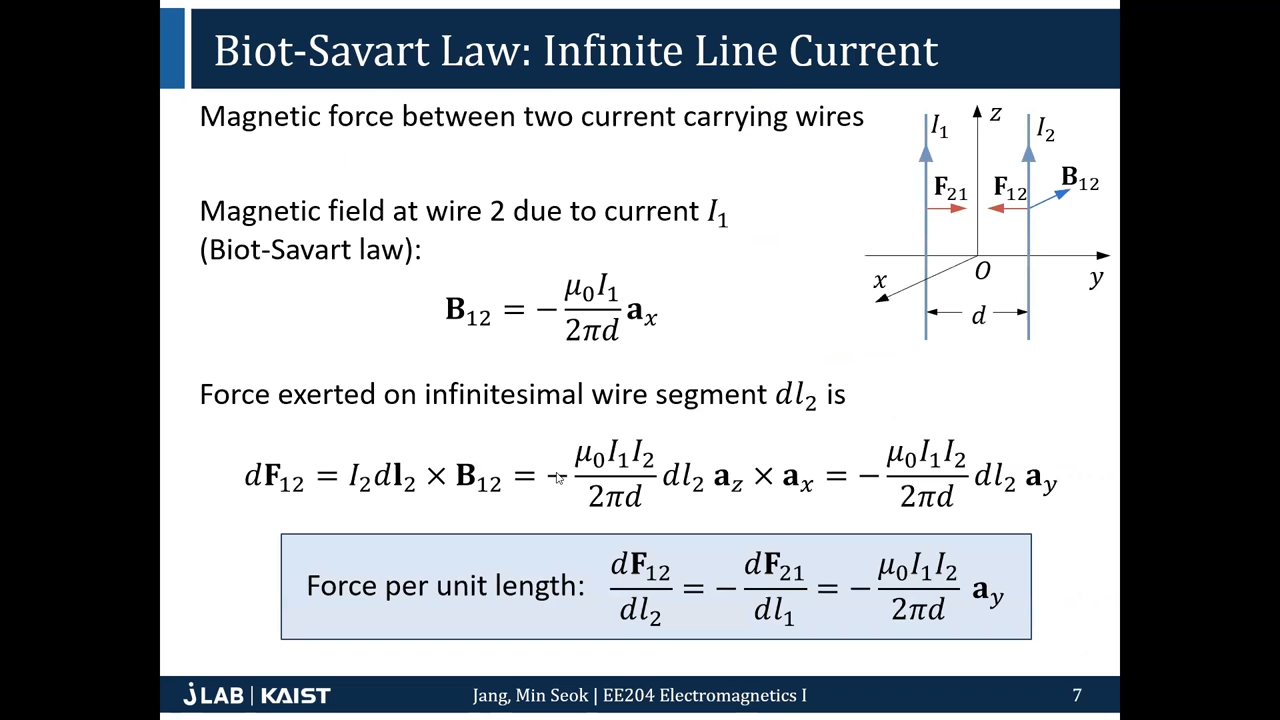 Biot-Savart Law: Infinite Line Current
Magnetic force between two current carrying wires
z
I₁
I₂
B₁₂
F₂₁
F₁₂
O
x
y
d
Magnetic field at wire 2 due to current I₁
(Biot-Savart law):
B₁₂ = − μ₀I₁ / 2πd aₓ
Force exerted on infinitesimal wire segment dl₂ is
dF₁₂ = I₂dl₂ × B₁₂ = − μ₀I₁I₂ / 2πd dl₂ a_z × aₓ = − μ₀I₁I₂ / 2πd dl₂ a_y
Force per unit length: dF₁₂ / dl₂ = − dF₂₁ / dl₁ = − μ₀I₁I₂ / 2πd a_y
jLAB | KAIST
Jang, Min Seok | EE204 Electromagnetics I
7